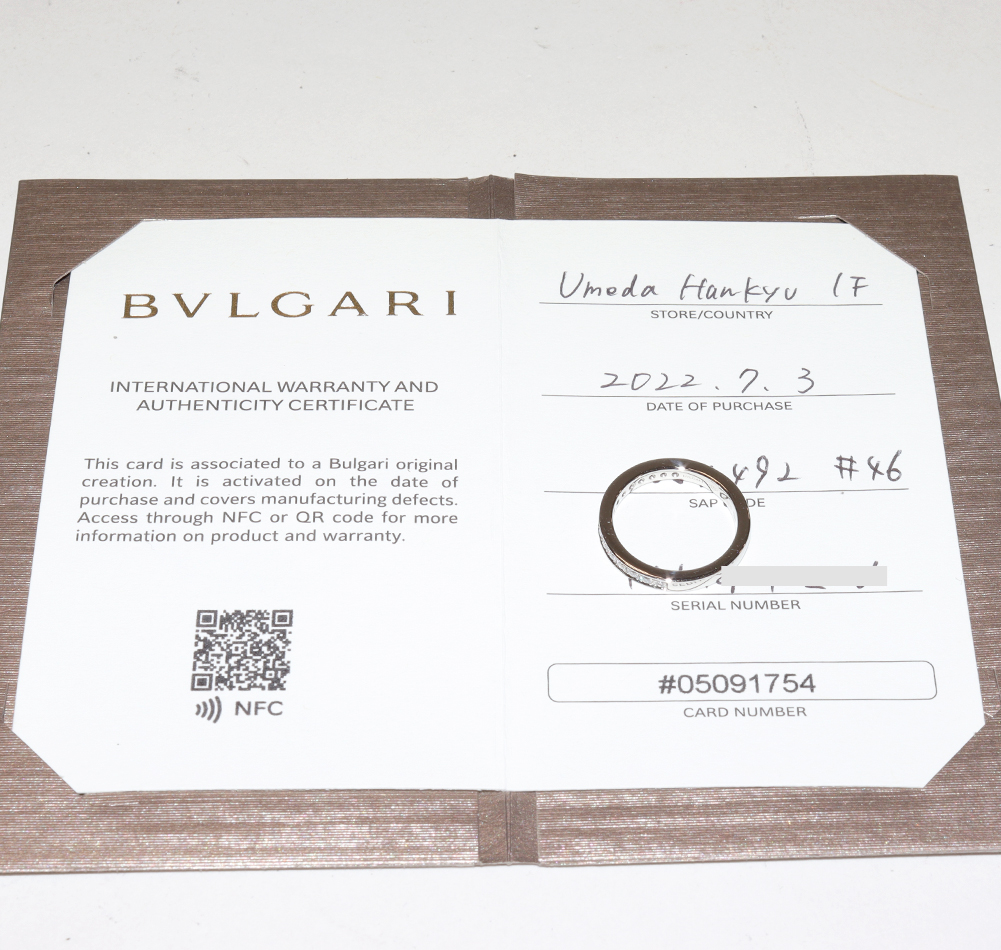 BVLGARI
INTERNATIONAL WARRANTY AND
AUTHENTICITY CERTIFICATE
This card is associated to a Bulgari original
creation. It is activated on the date of
purchase and covers manufacturing defects.
Access through NFC or QR code for more
information on product and warranty.
NFC
Umeda Hankyu 1F
STORE/COUNTRY
2022.7.3
DATE OF PURCHASE
492 #46
SAP
SERIAL NUMBER
#05091754
CARD NUMBER